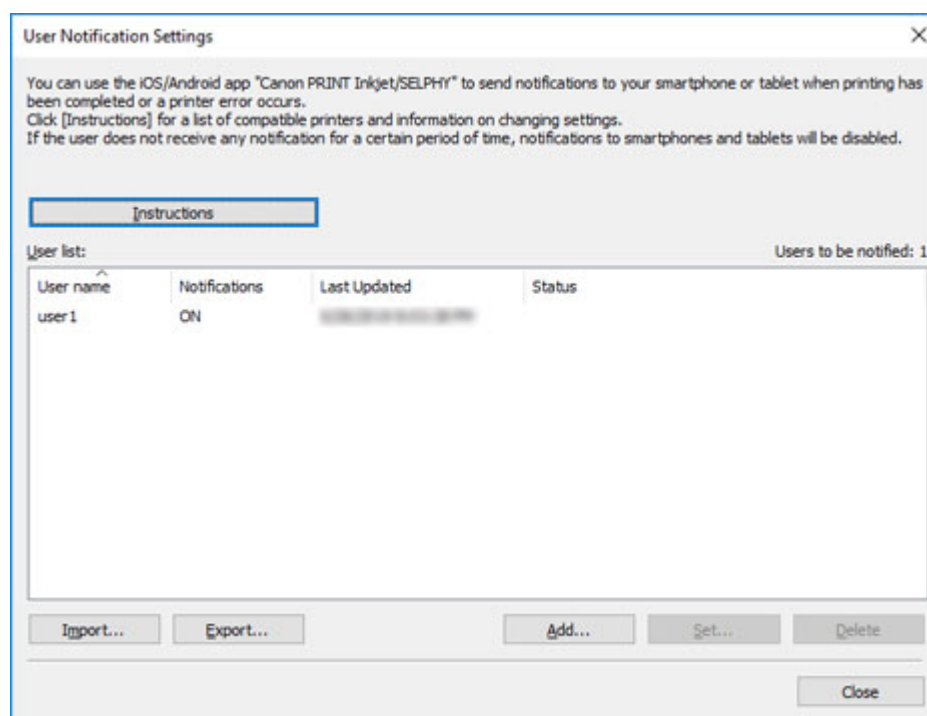 User Notification Settings
You can use the iOS/Android app "Canon PRINT Inkjet/SELPHY" to send notifications to your smartphone or tablet when printing has
been completed or a printer error occurs.
Click [Instructions] for a list of compatible printers and information on changing settings.
If the user does not receive any notification for a certain period of time, notifications to smartphones and tablets will be disabled.
Instructions
User list: Users to be notified: 1
User name Notifications Last Updated Status
user1 ON
Import... Export... Add... Set... Delete
Close